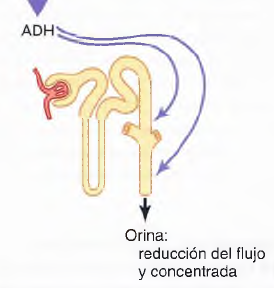 ADH
Orina:
reducción del flujo
y concentrada